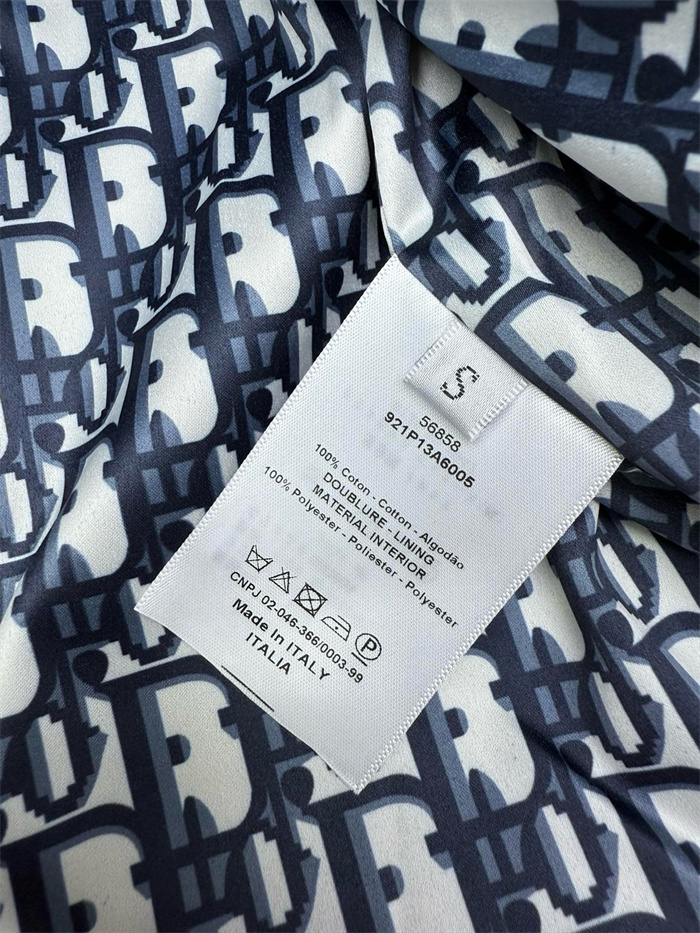 S
56858
921P13A6005
100% Coton - Cotton - Algodão
DOUBLURE - LINING
MATERIAL INTERIOR
100% Polyester - Poliester - Polyester
P
CNPJ 02-046-366/0003-99
Made In ITALY
ITALIA